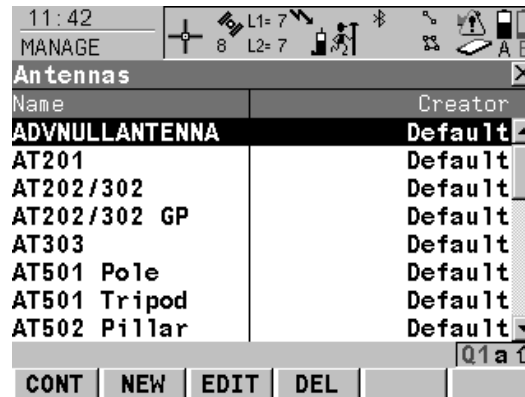 11:42
MANAGE
8
L1= 7
L2= 7
A
Antennas
X
Name Creator
ADVNULLANTENNA Default
AT201 Default
AT202/302 Default
AT202/302 GP Default
AT303 Default
AT501 Pole Default
AT501 Tripod Default
AT502 Pillar Default
Q1 a
CONT NEW EDIT DEL